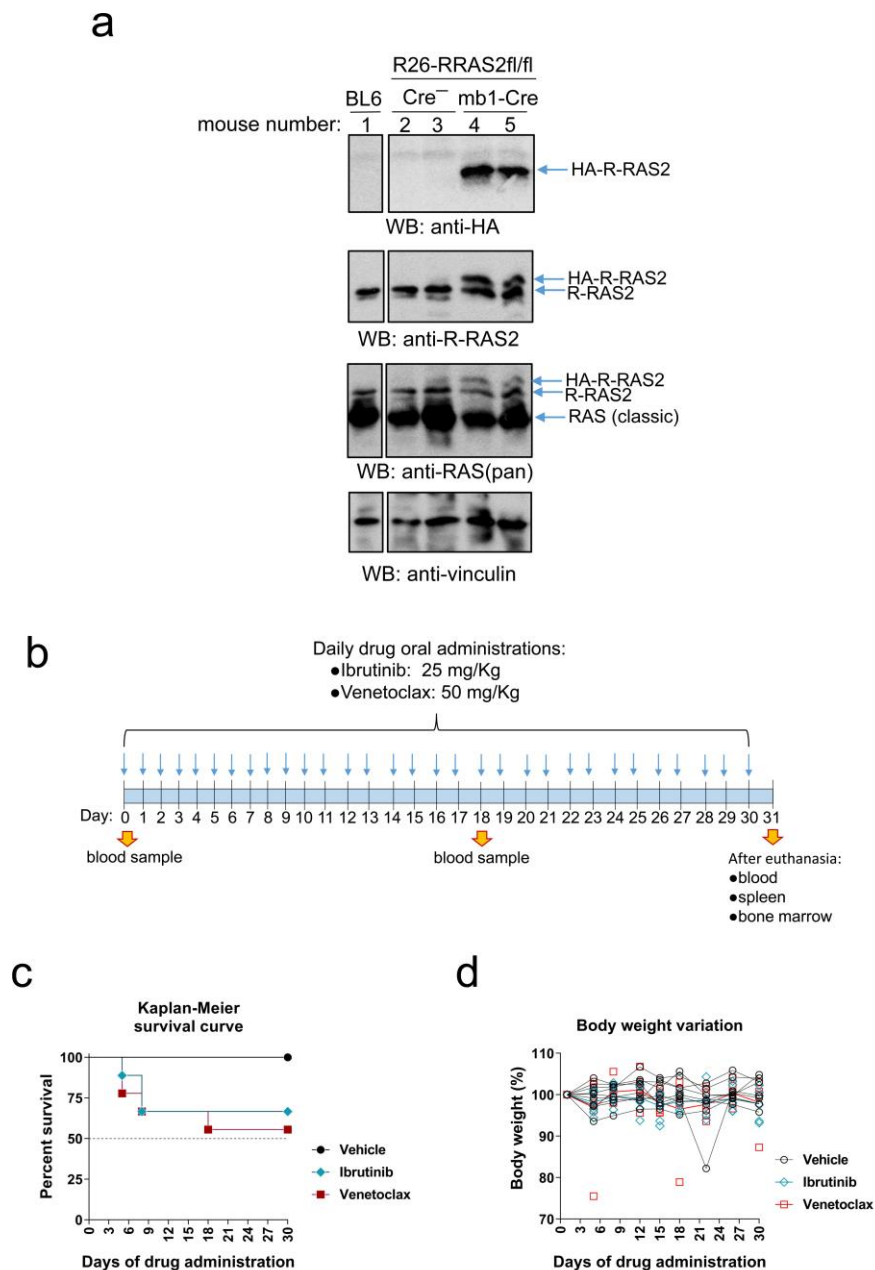 a
R26-RRAS2fl/fl
BL6 Cre— mb1-Cre
mouse number: 1 2 3 4 5
HA-R-RAS2
WB: anti-HA
HA-R-RAS2
R-RAS2
WB: anti-R-RAS2
HA-R-RAS2
R-RAS2
RAS (classic)
WB: anti-RAS(pan)
WB: anti-vinculin
b
Daily drug oral administrations:
●Ibrutinib: 25 mg/Kg
●Venetoclax: 50 mg/Kg
Day: 0 1 2 3 4 5 6 7 8 9 10 11 12 13 14 15 16 17 18 19 20 21 22 23 24 25 26 27 28 29 30 31
blood sample
blood sample
After euthanasia:
●blood
●spleen
●bone marrow
c
Kaplan-Meier
survival curve
Percent survival
100
75
50
25
0
0 3 6 9 12 15 18 21 24 27 30
Days of drug administration
Vehicle
Ibrutinib
Venetoclax
d
Body weight variation
Body weight (%)
110
100
90
80
70
0 3 6 9 12 15 18 21 24 27 30
Days of drug administration
Vehicle
Ibrutinib
Venetoclax